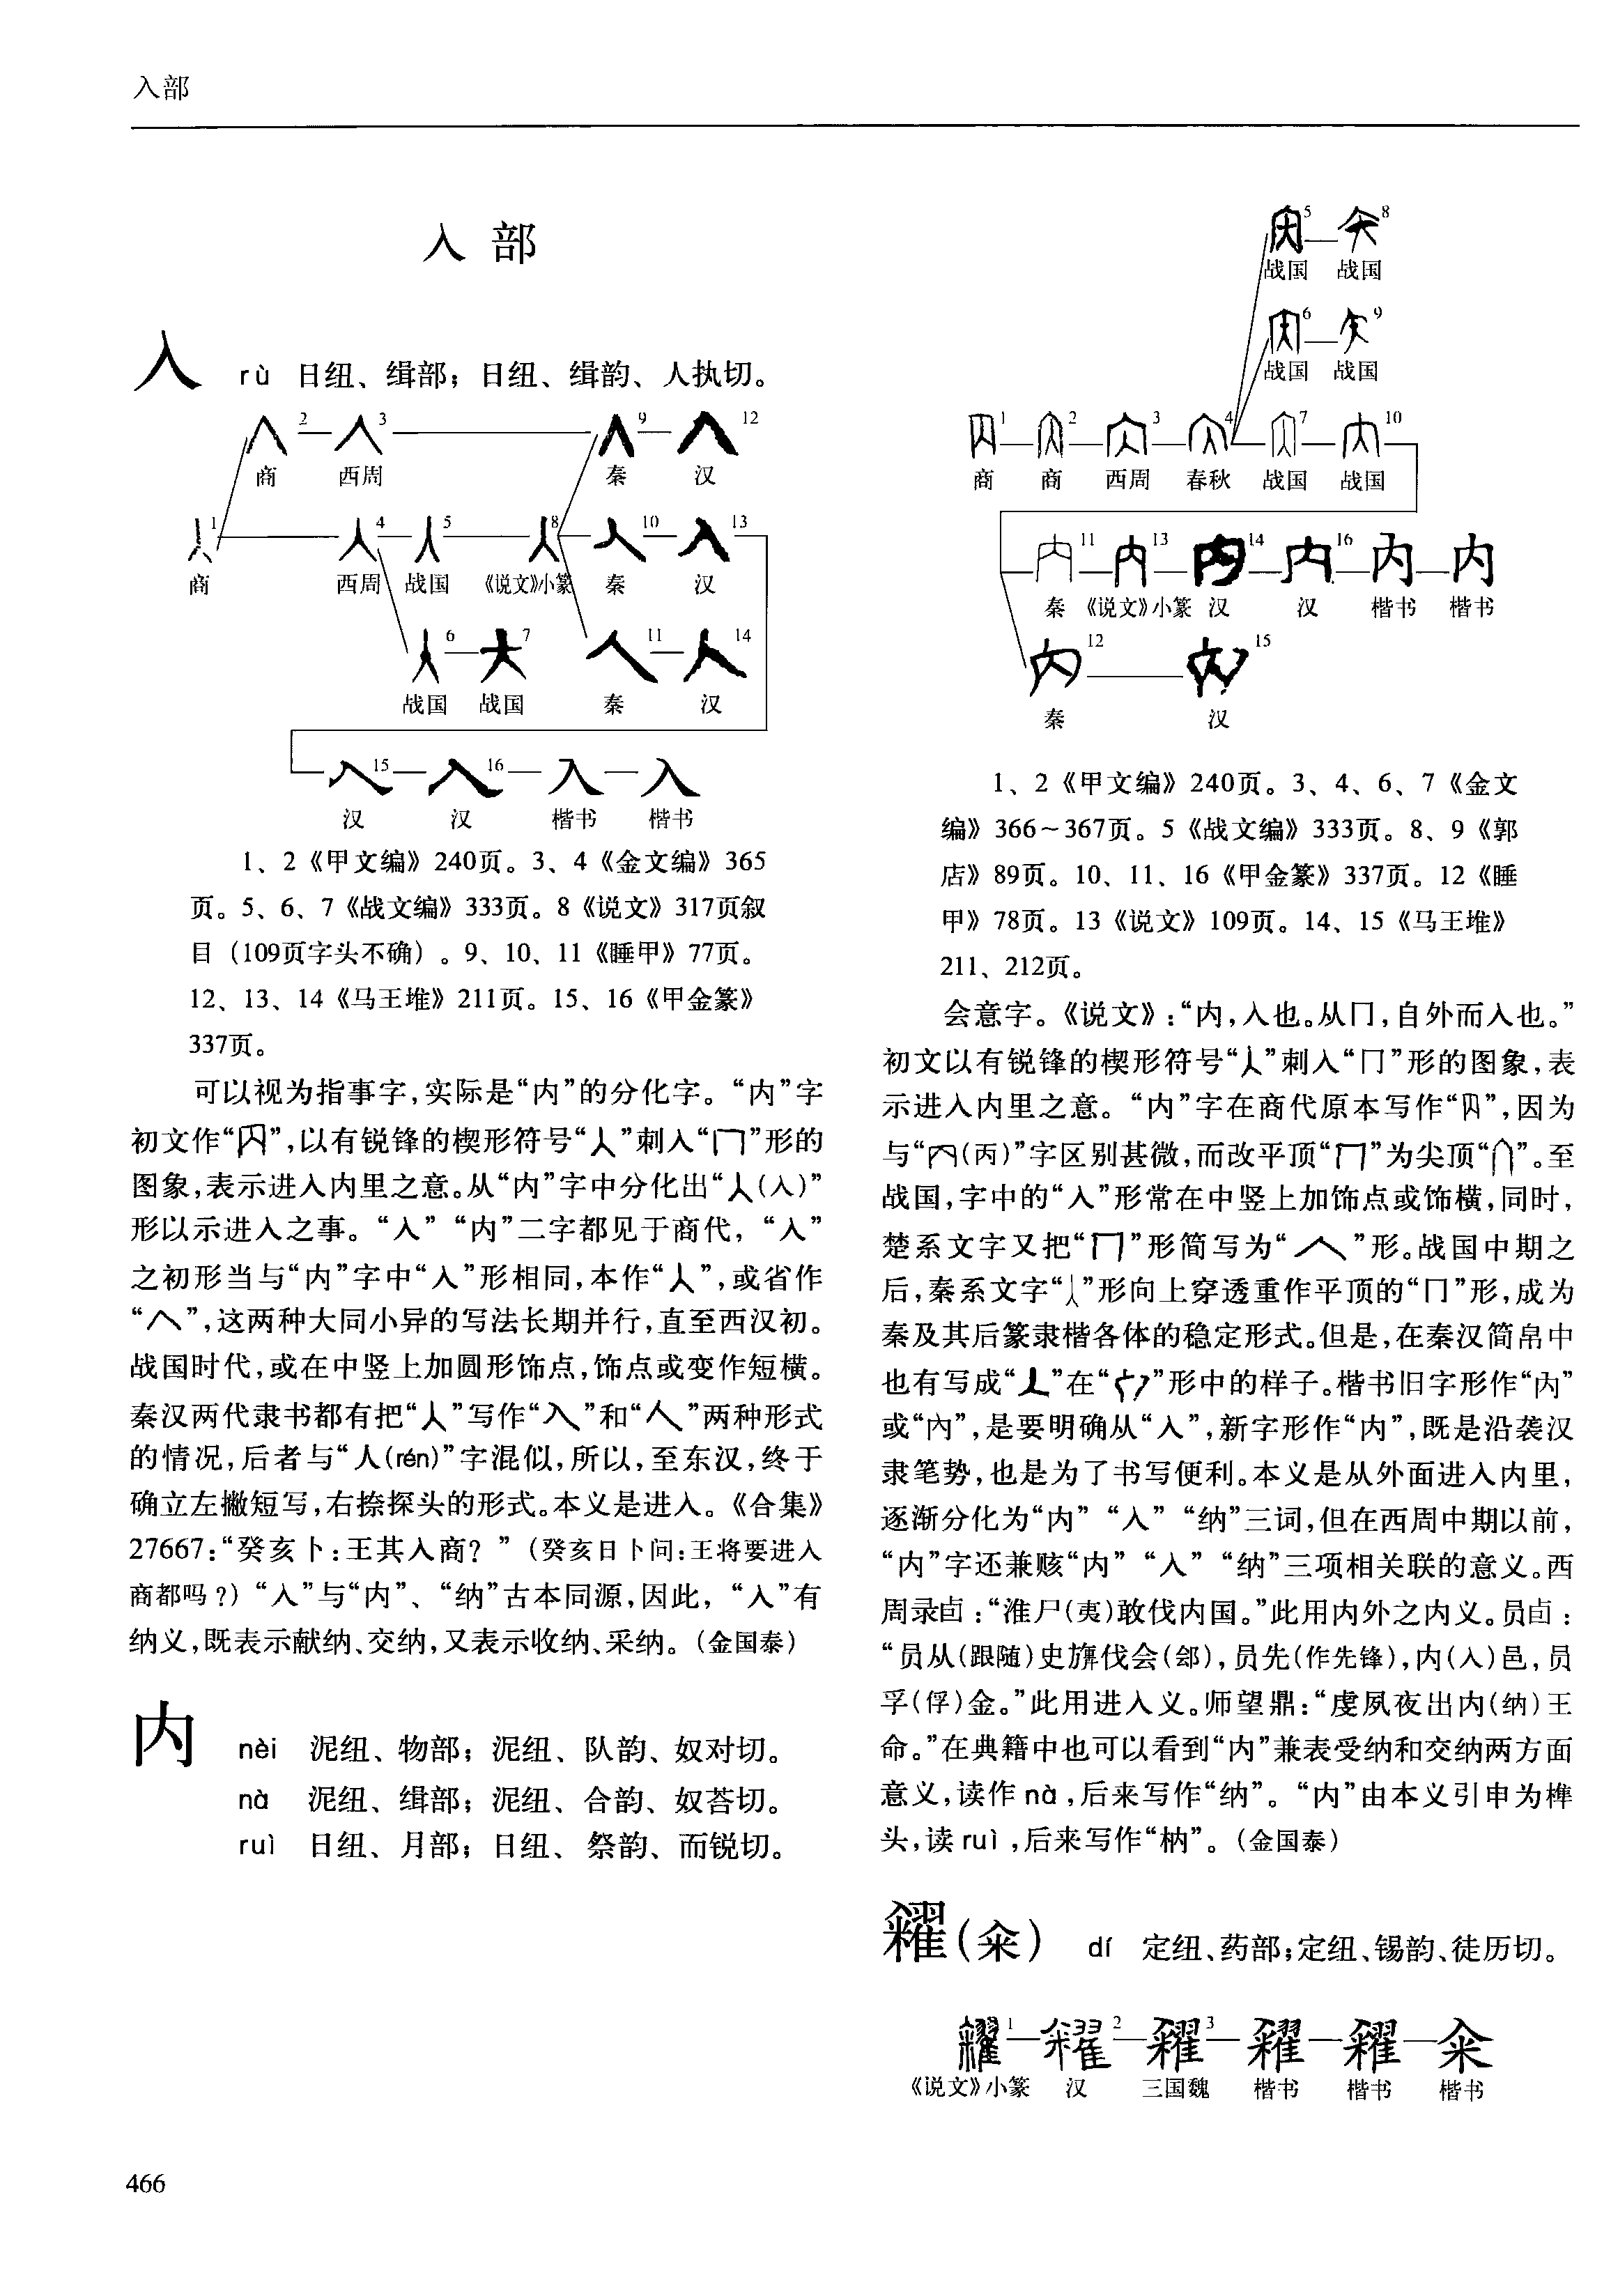 入部
入 部
入 rù 日纽、缉部；日纽、缉韵、人执切。
2 3 9 12
商 西周 秦 汉
1 4 5 8 10 13
商 西周 战国 《说文》小篆 秦 汉
6 7 11 14
战国 战国 秦 汉
15 16 入 入
汉 汉 楷书 楷书
1、2《甲文编》240页。3、4《金文编》365
页。5、6、7《战文编》333页。8《说文》317页叙
目（109页字头不确）。9、10、11《睡甲》77页。
12、13、14《马王堆》211页。15、16《甲金篆》
337页。
可以视为指事字，实际是“内”的分化字。“内”字
初文作“”，以有锐锋的楔形符号“”刺入“”形的
图象，表示进入内里之意。从“内”字中分化出“(入)”
形以示进入之事。“入”“内”二字都见于商代，“入”
之初形当与“内”字中“入”形相同，本作“”，或省作
“”，这两种大同小异的写法长期并行，直至西汉初。
战国时代，或在中竖上加圆形饰点，饰点或变作短横。
秦汉两代隶书都有把“”写作“”和“”两种形式
的情况，后者与“人(rén)”字混似，所以，至东汉，终于
确立左撇短写，右捺探头的形式。本义是进入。《合集》
27667：“癸亥卜：王其入商？”（癸亥日卜问：王将要进入
商都吗？）“入”与“内”、“纳”古本同源，因此，“入”有
纳义，既表示献纳、交纳，又表示收纳、采纳。（金国泰）
内 nèi 泥纽、物部；泥纽、队韵、奴对切。
nà 泥纽、缉部；泥纽、合韵、奴荅切。
ruì 日纽、月部；日纽、祭韵、而锐切。
5 8
战国 战国
6 9
战国 战国
1 2 3 4 7 10
商 商 西周 春秋 战国 战国
11 13 14 16 內 内
秦 《说文》小篆 汉 汉 楷书 楷书
12 15
秦 汉
1、2《甲文编》240页。3、4、6、7《金文
编》366~367页。5《战文编》333页。8、9《郭
店》89页。10、11、16《甲金篆》337页。12《睡
甲》78页。13《说文》109页。14、15《马王堆》
211、212页。
会意字。《说文》：“内，入也。从冂，自外而入也。”
初文以有锐锋的楔形符号“”刺入“冂”形的图象，表
示进入内里之意。“内”字在商代原本写作“”，因为
与“(丙)”字区别甚微，而改平顶“”为尖顶“”。至
战国，字中的“入”形常在中竖上加饰点或饰横，同时，
楚系文字又把“”形简写为“”形。战国中期之
后，秦系文字“”形向上穿透重作平顶的“冂”形，成为
秦及其后篆隶楷各体的稳定形式。但是，在秦汉简帛中
也有写成“”在“”形中的样子。楷书旧字形作“内”
或“內”，是要明确从“入”，新字形作“内”，既是沿袭汉
隶笔势，也是为了书写便利。本义是从外面进入内里，
逐渐分化为“内”“入”“纳”三词，但在西周中期以前，
“内”字还兼赅“内”“入”“纳”三项相关联的意义。西
周录卣：“淮尸(夷)敢伐内国。”此用内外之内义。员卣：
“员从(跟随)史旟伐会(郐)，员先(作先锋)，内(入)邑，员
孚(俘)金。”此用进入义。师望鼎：“虔夙夜出内(纳)王
命。”在典籍中也可以看到“内”兼表受纳和交纳两方面
意义，读作 nà，后来写作“纳”。“内”由本义引申为榫
头，读 ruì，后来写作“枘”。（金国泰）
糴(籴) dí 定纽、药部；定纽、锡韵、徒历切。
1 2 3 糴 糴 籴
《说文》小篆 汉 三国魏 楷书 楷书 楷书
466